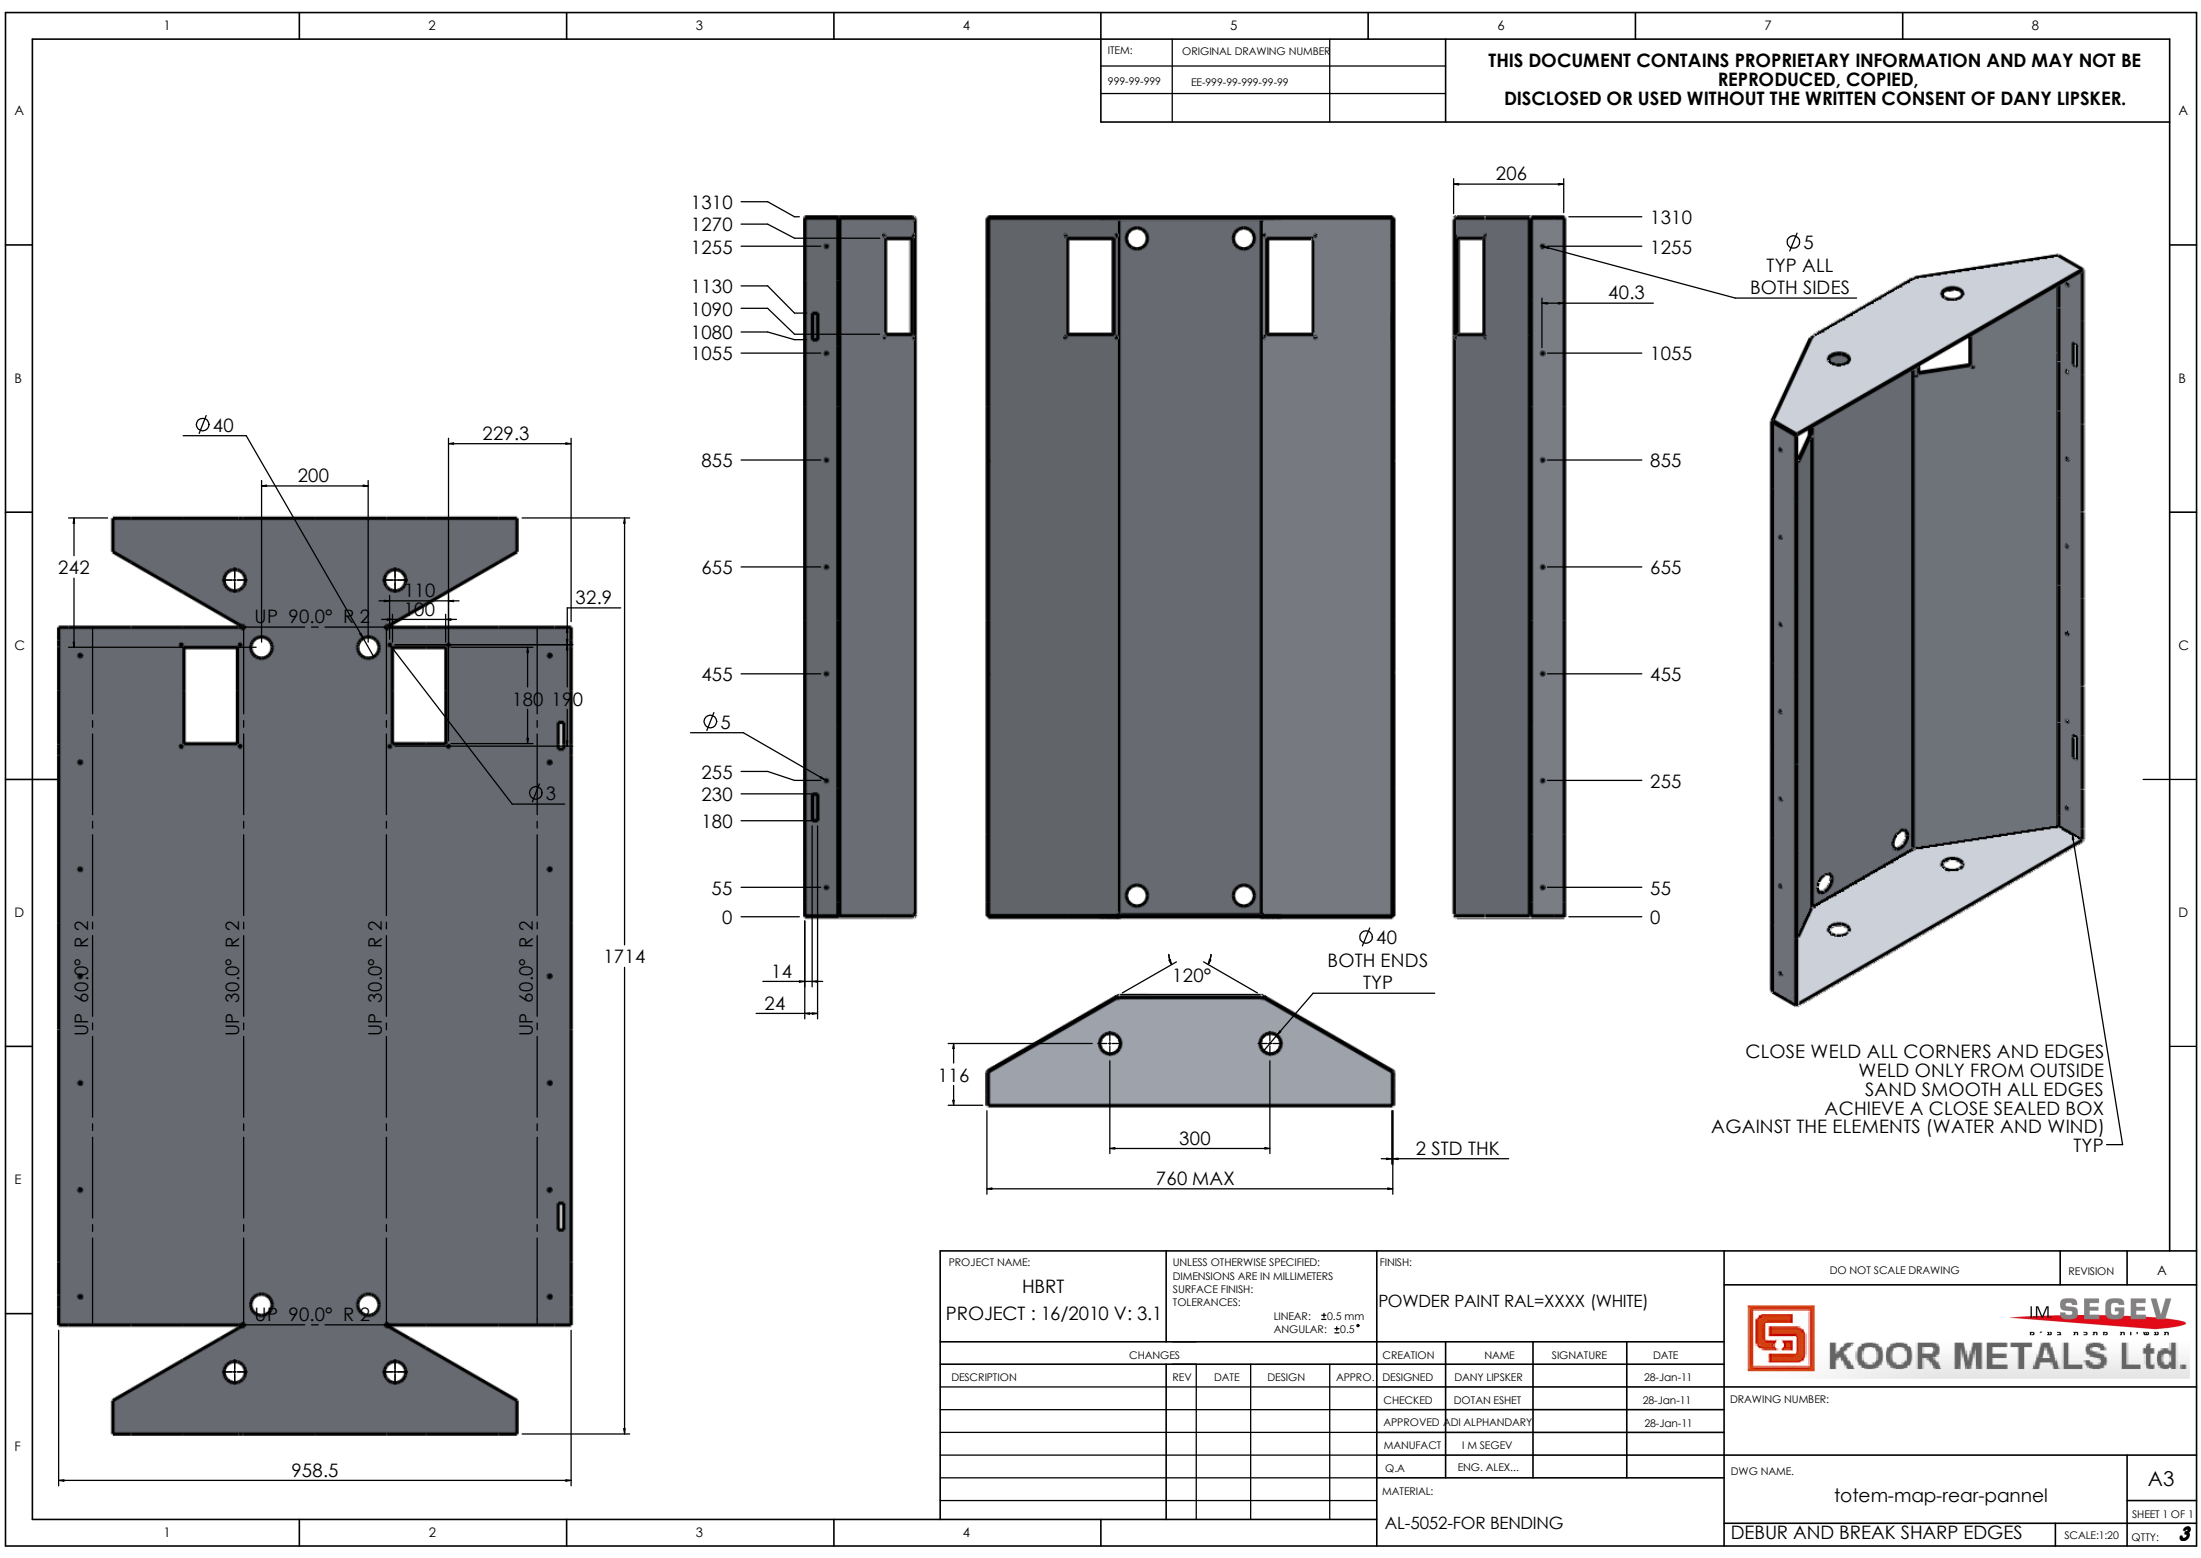 1 2 3 4 5 6 7 8
A A
B B
C C
D D
E E
F F
1 2 3 4
ITEM: ORIGINAL DRAWING NUMBER
999-99-999 EE-999-99-999-99-99
THIS DOCUMENT CONTAINS PROPRIETARY INFORMATION AND MAY NOT BE
REPRODUCED, COPIED,
DISCLOSED OR USED WITHOUT THE WRITTEN CONSENT OF DANY LIPSKER.
Ø40
229.3
200
242
110
100
32.9
UP 90.0° R 2
180 190
Ø3
UP 60.0° R 2
UP 30.0° R 2
UP 30.0° R 2
UP 60.0° R 2
1714
UP 90.0° R 2
958.5
1310
1270
1255
1130
1090
1080
1055
855
655
455
Ø5
255
230
180
55
0
14
24
206
1310
1255
Ø5
TYP ALL
BOTH SIDES
40.3
1055
855
655
455
255
55
0
Ø40
BOTH ENDS
TYP
120°
116
300
2 STD THK
760 MAX
CLOSE WELD ALL CORNERS AND EDGES
WELD ONLY FROM OUTSIDE
SAND SMOOTH ALL EDGES
ACHIEVE A CLOSE SEALED BOX
AGAINST THE ELEMENTS (WATER AND WIND)
TYP
PROJECT NAME:
HBRT
PROJECT : 16/2010 V: 3.1
UNLESS OTHERWISE SPECIFIED:
DIMENSIONS ARE IN MILLIMETERS
SURFACE FINISH:
TOLERANCES:
LINEAR: ±0.5 mm
ANGULAR: ±0.5°
FINISH:
POWDER PAINT RAL=XXXX (WHITE)
DO NOT SCALE DRAWING REVISION A
IM SEGEV
KOOR METALS Ltd.
CHANGES
DESCRIPTION REV DATE DESIGN APPRO.
CREATION NAME SIGNATURE DATE
DESIGNED DANY LIPSKER 28-Jan-11
CHECKED DOTAN ESHET 28-Jan-11
APPROVED ADI ALPHANDARY 28-Jan-11
MANUFACT I M SEGEV
Q.A ENG. ALEX...
MATERIAL:
AL-5052-FOR BENDING
DRAWING NUMBER:
DWG NAME.
totem-map-rear-pannel
A3
SHEET 1 OF 1
DEBUR AND BREAK SHARP EDGES SCALE:1:20 QTTY: 3